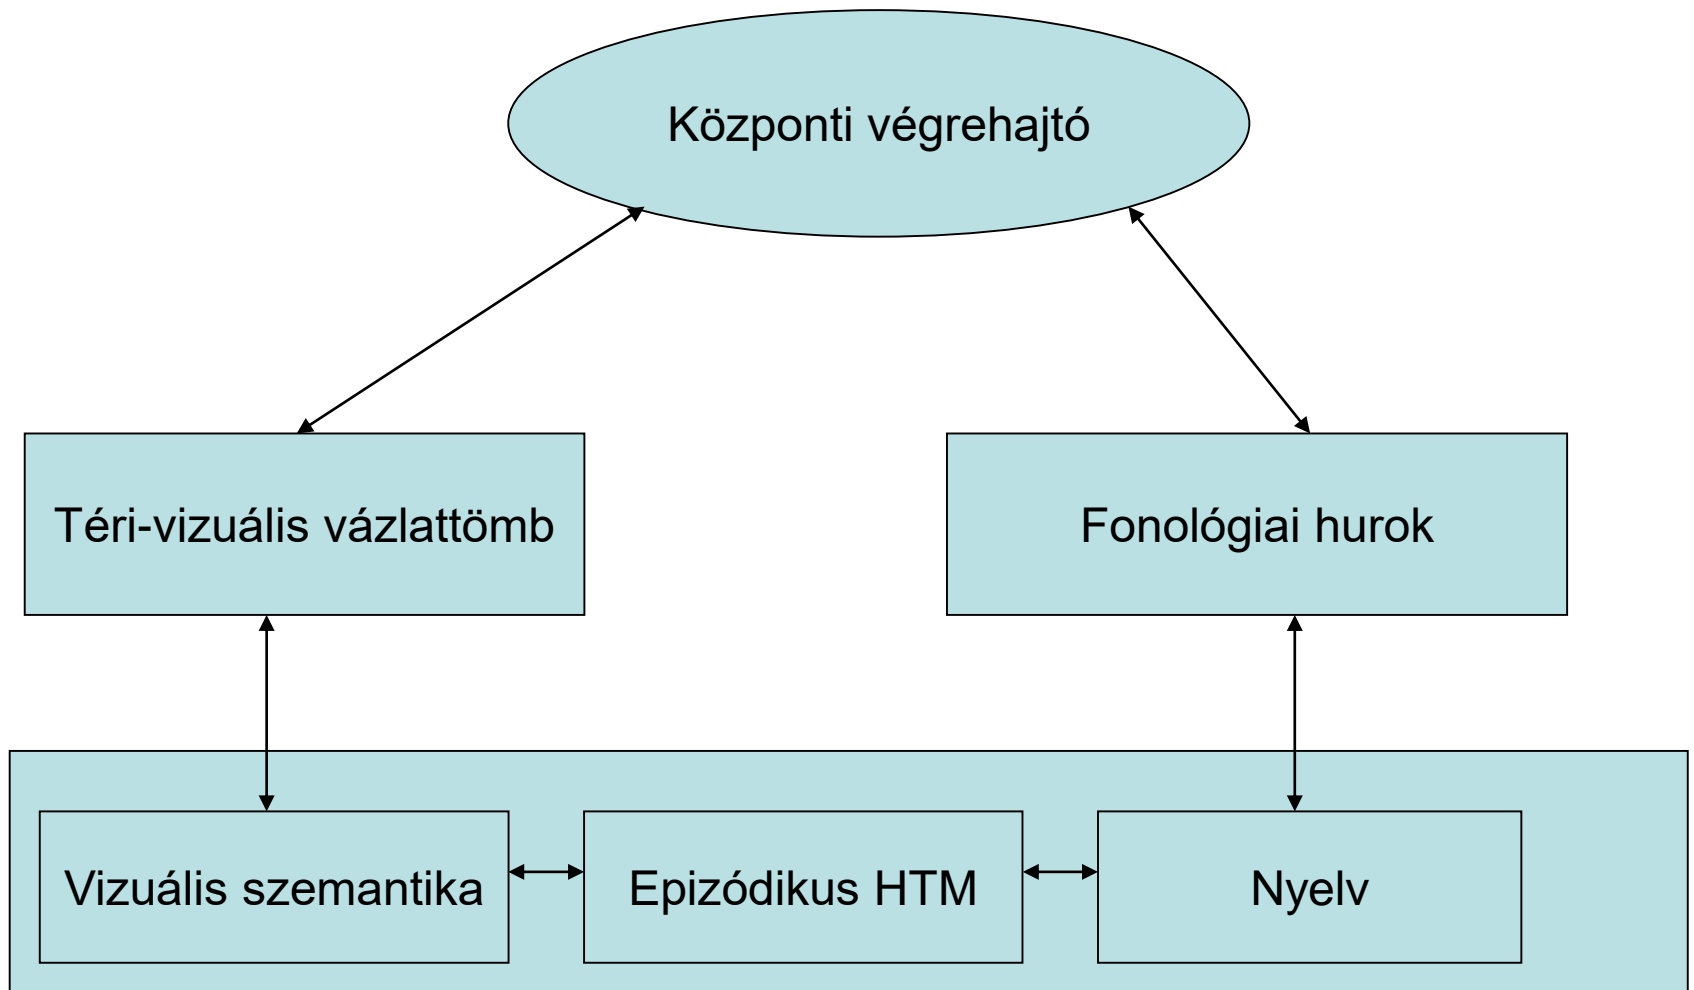 Központi végrehajtó
Téri-vizuális vázlattömb
Fonológiai hurok
Vizuális szemantika
Epizódikus HTM
Nyelv